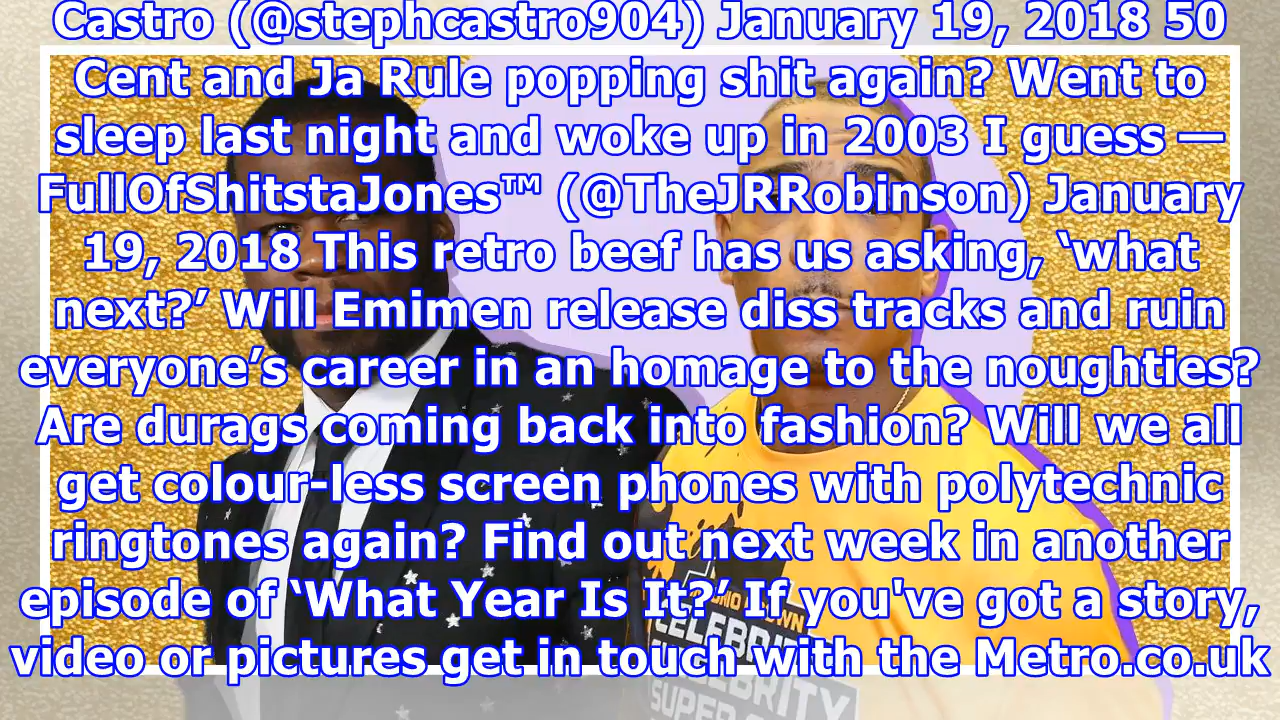 Castro (@stephcastro904) January 19, 2018 50
Cent and Ja Rule popping shit again? Went to
sleep last night and woke up in 2003 I guess —
FullOfShitstaJones™ (@TheJRRobinson) January
19, 2018 This retro beef has us asking, ‘what
next?’ Will Emimen release diss tracks and ruin
everyone’s career in an homage to the noughties?
Are durags coming back into fashion? Will we all
get colour-less screen phones with polytechnic
ringtones again? Find out next week in another
episode of ‘What Year Is It?’ If you've got a story,
video or pictures get in touch with the Metro.co.uk
CELEBRITY
SUPER